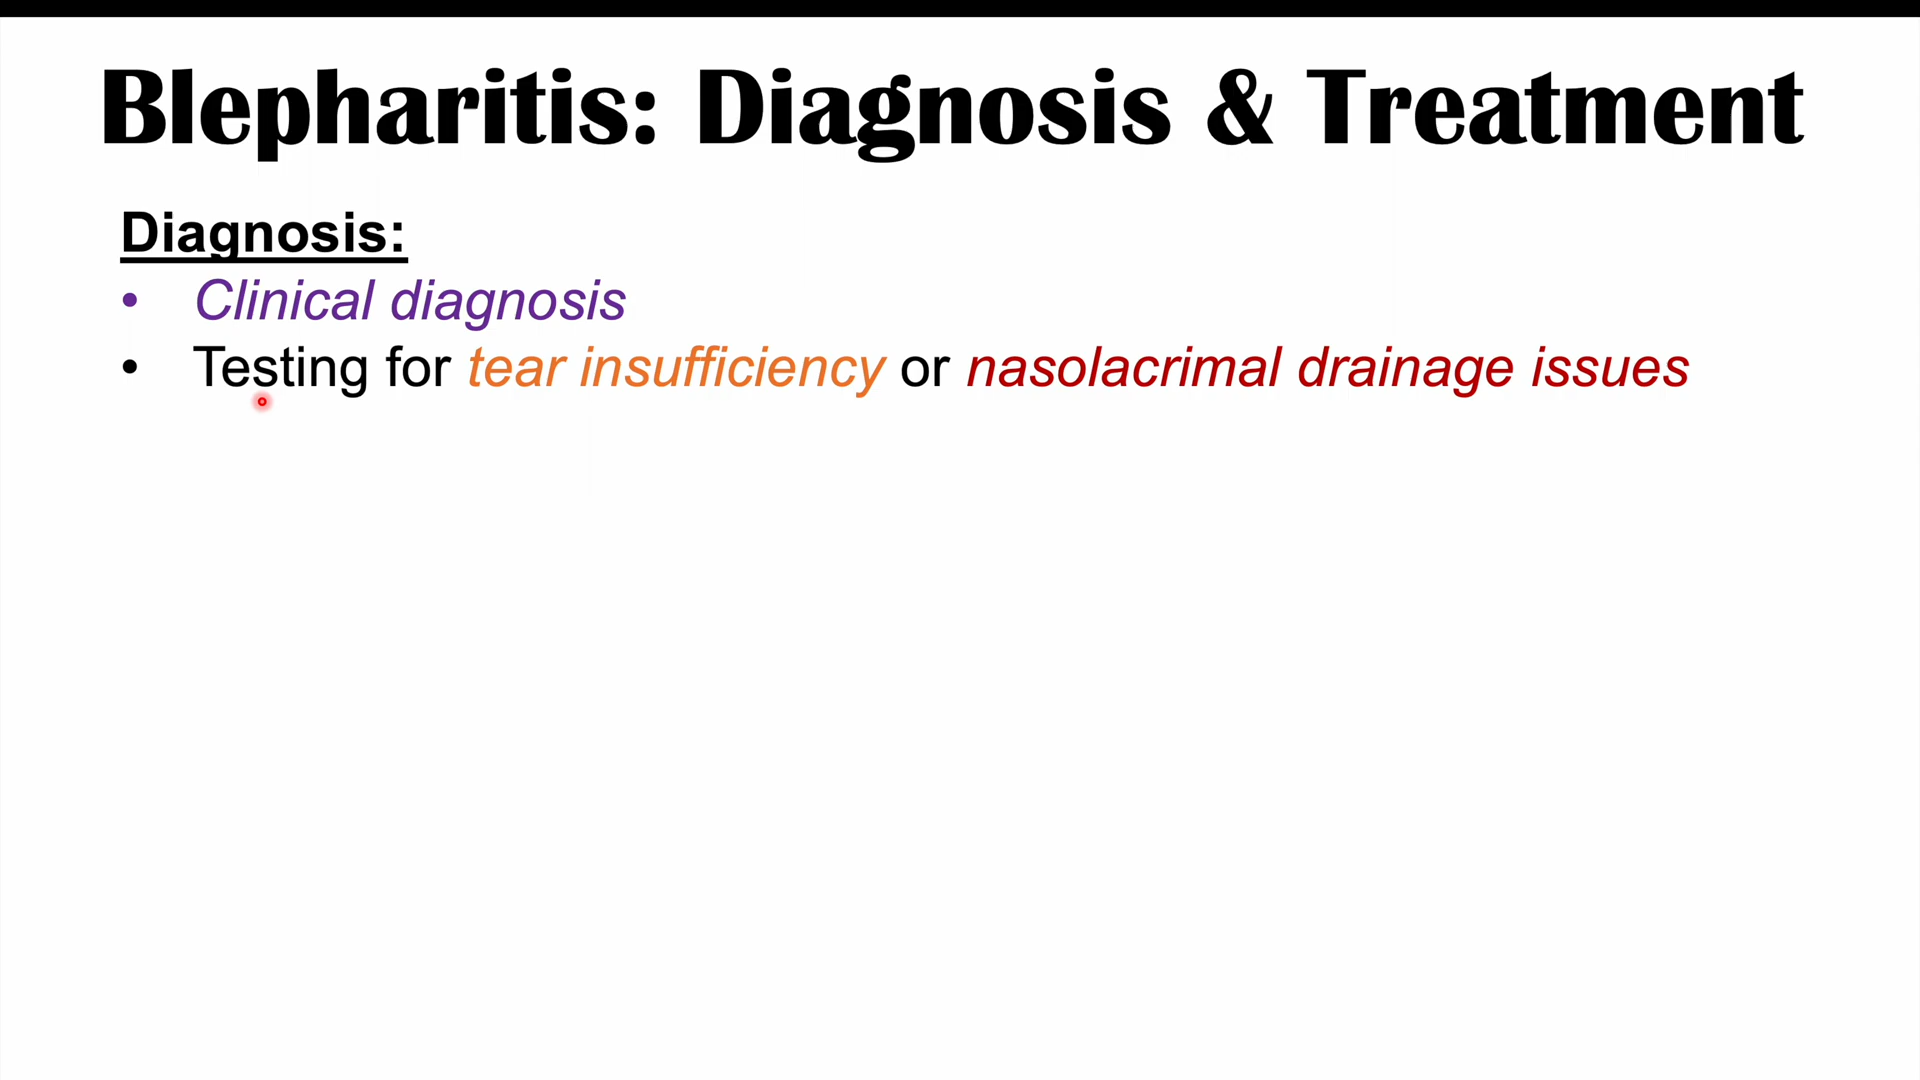 Blepharitis: Diagnosis & Treatment
Diagnosis:
• Clinical diagnosis
• Testing for tear insufficiency or nasolacrimal drainage issues